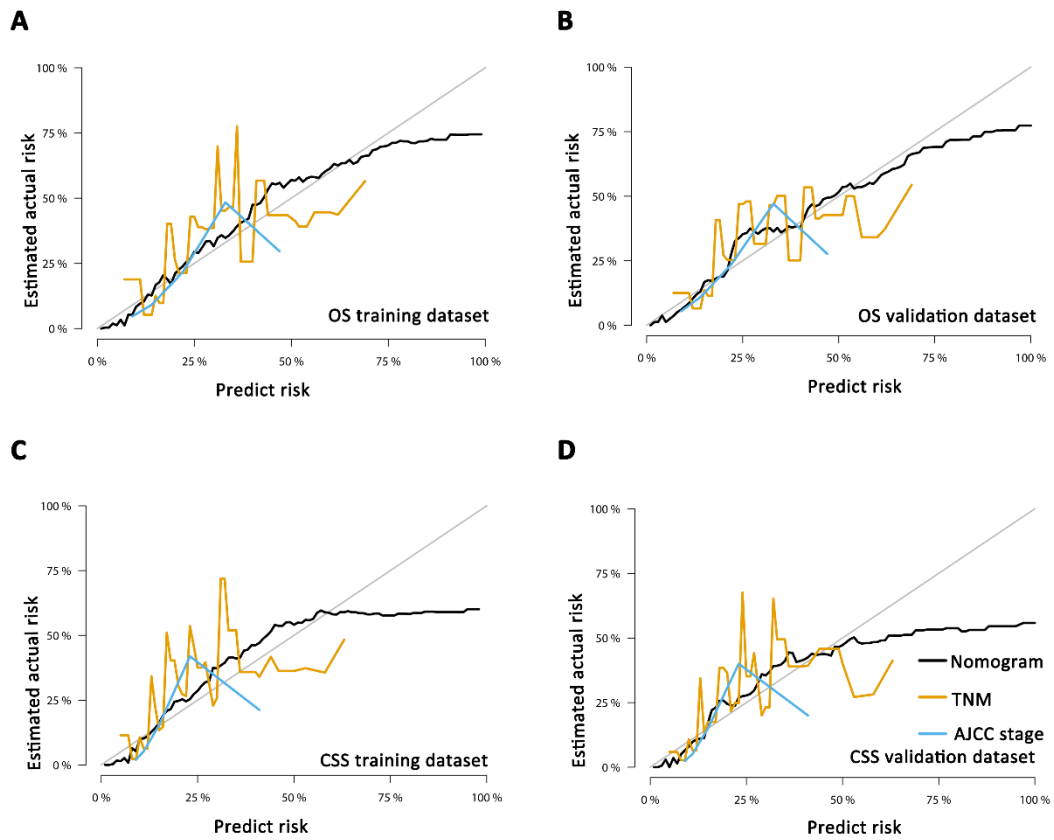 A
Estimated actual risk
100 %
75 %
50 %
25 %
0 %
OS training dataset
0 %
25 %
50 %
75 %
100 %
Predict risk
B
Estimated actual risk
100 %
75 %
50 %
25 %
0 %
OS validation dataset
0 %
25 %
50 %
75 %
100 %
Predict risk
C
Estimated actual risk
100 %
75 %
50 %
25 %
0 %
CSS training dataset
0 %
25 %
50 %
75 %
100 %
Predict risk
D
Estimated actual risk
100 %
75 %
50 %
25 %
0 %
Nomogram
TNM
AJCC stage
CSS validation dataset
0 %
25 %
50 %
75 %
100 %
Predict risk